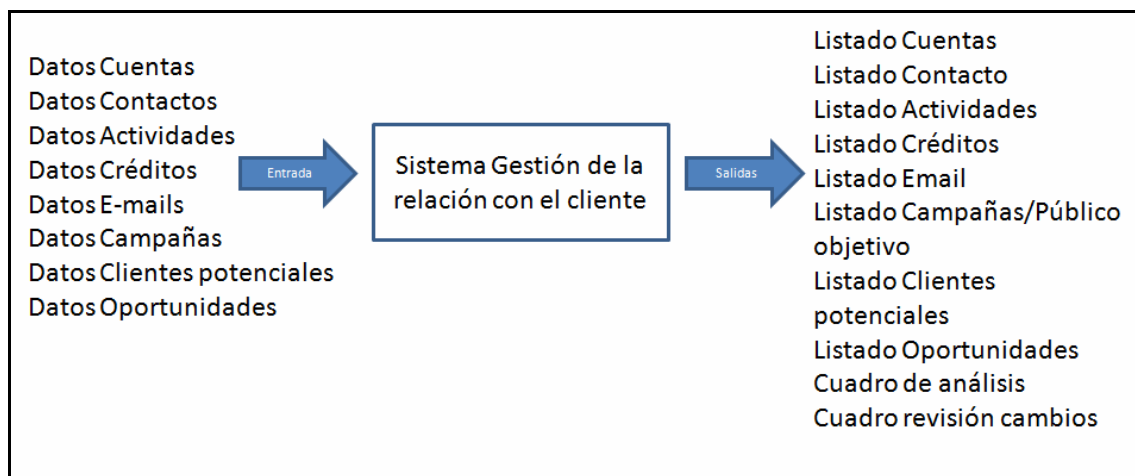 Datos Cuentas
Datos Contactos
Datos Actividades
Datos Créditos
Datos E-mails
Datos Campañas
Datos Clientes potenciales
Datos Oportunidades
Entrada
Sistema Gestión de la
relación con el cliente
Salidas
Listado Cuentas
Listado Contacto
Listado Actividades
Listado Créditos
Listado Email
Listado Campañas/Público
objetivo
Listado Clientes
potenciales
Listado Oportunidades
Cuadro de análisis
Cuadro revisión cambios